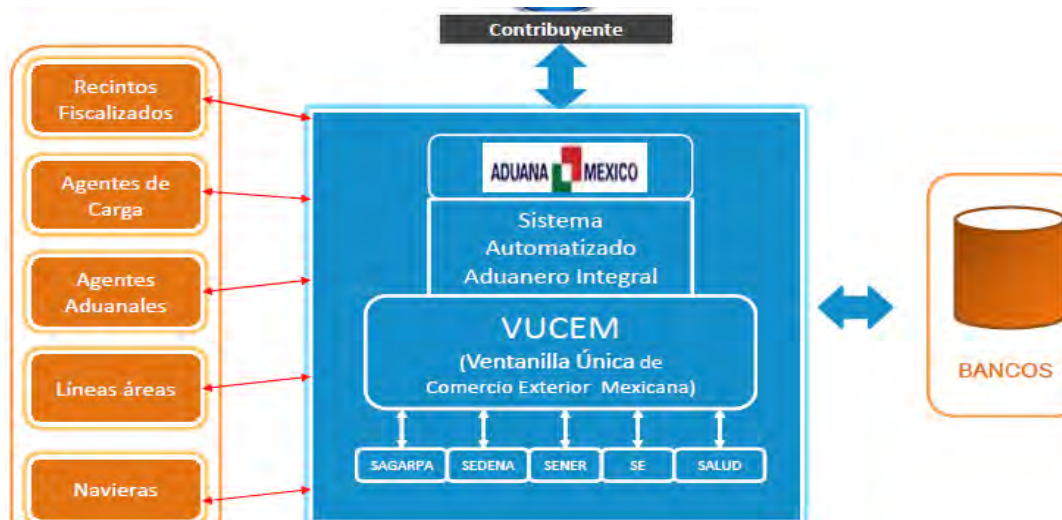 Contribuyente
Recintos
Fiscalizados
Agentes de
Carga
Agentes
Aduanales
Líneas áreas
Navieras
ADUANA MEXICO
Sistema
Automatizado
Aduanero Integral
VUCEM
(Ventanilla Única de
Comercio Exterior Mexicana)
SAGARPA SEDENA SENER SE SALUD
BANCOS